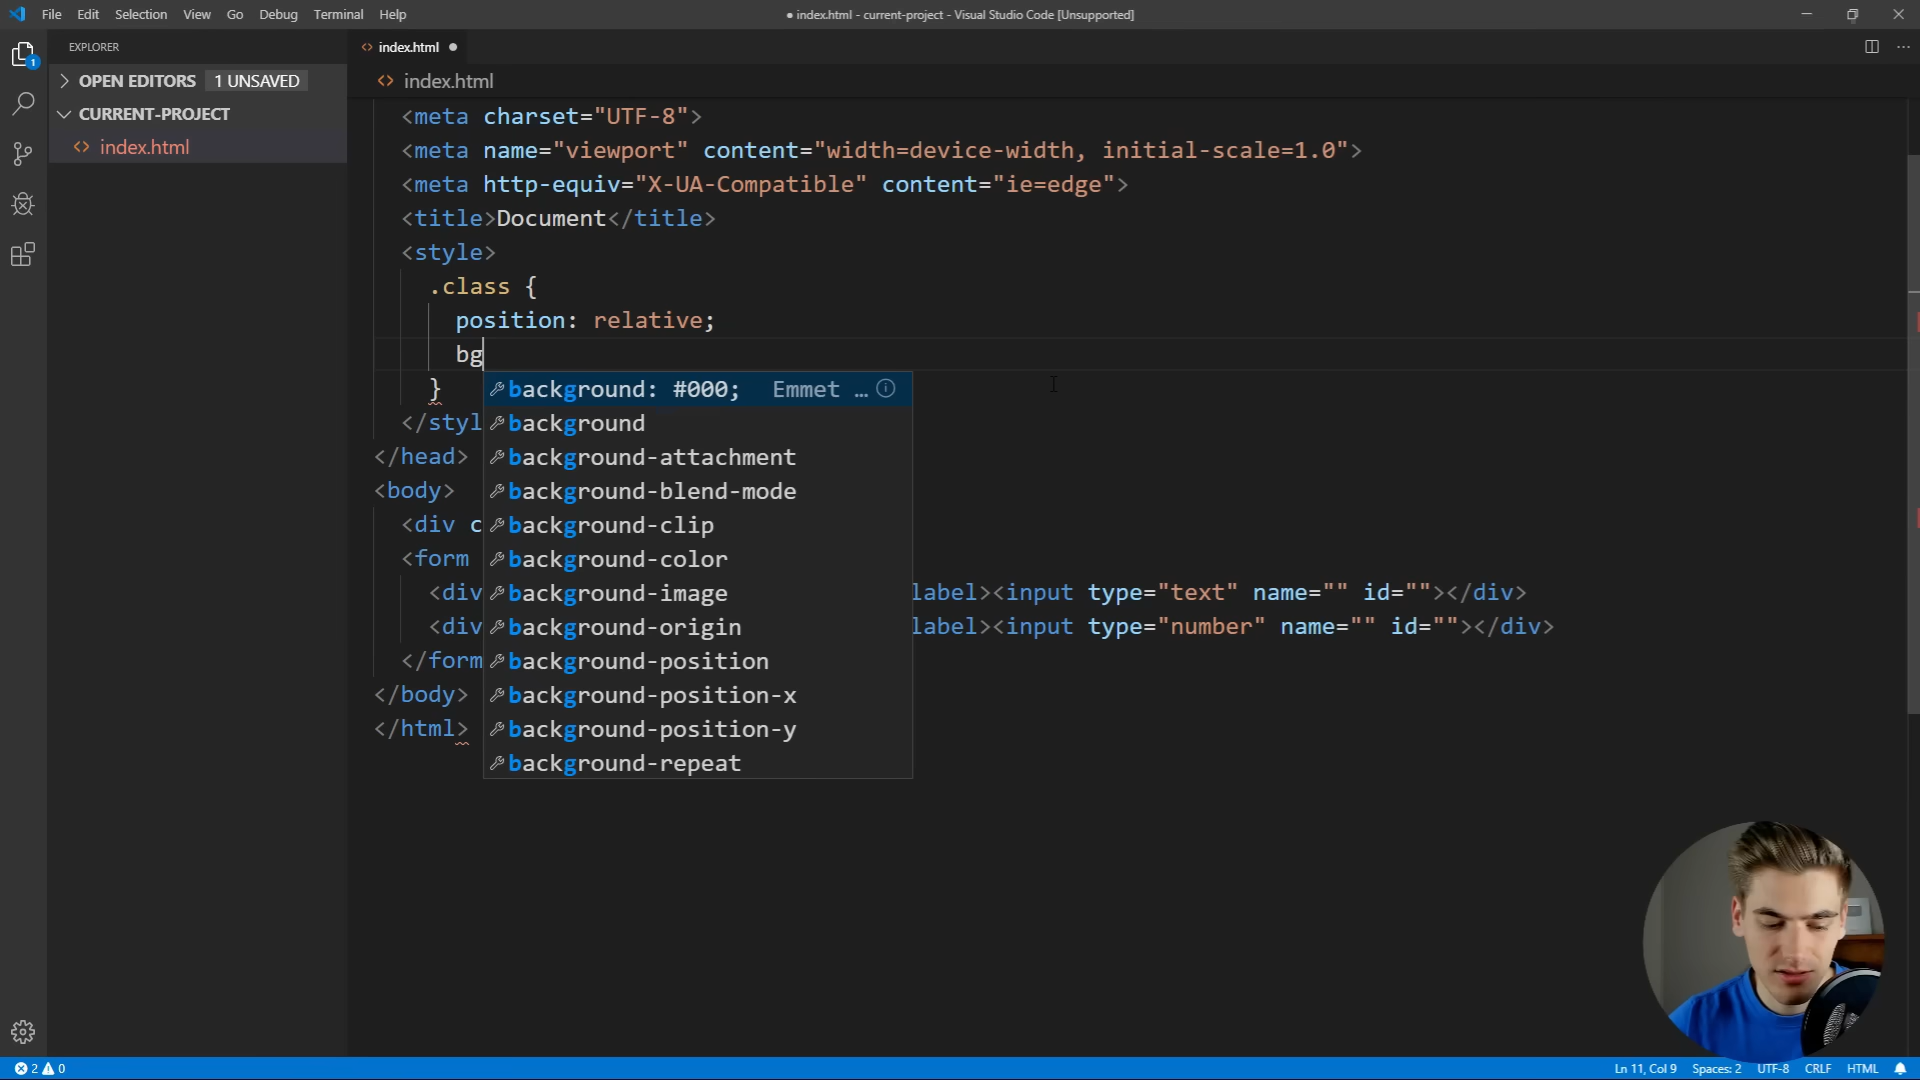 File Edit Selection View Go Debug Terminal Help
● index.html - current-project - Visual Studio Code [Unsupported]
EXPLORER
OPEN EDITORS 1 UNSAVED
CURRENT-PROJECT
index.html
1
index.html
index.html
<meta charset="UTF-8">
<meta name="viewport" content="width=device-width, initial-scale=1.0">
<meta http-equiv="X-UA-Compatible" content="ie=edge">
<title>Document</title>
<style>
.class {
position: relative;
bg
}
</styl
</head>
<body>
<div c
<form
<div label><input type="text" name="" id=""></div>
<div label><input type="number" name="" id=""></div>
</form
</body>
</html>
background: #000; Emmet …
background
background-attachment
background-blend-mode
background-clip
background-color
background-image
background-origin
background-position
background-position-x
background-position-y
background-repeat
2 0
Ln 11, Col 9 Spaces: 2 UTF-8 CRLF HTML